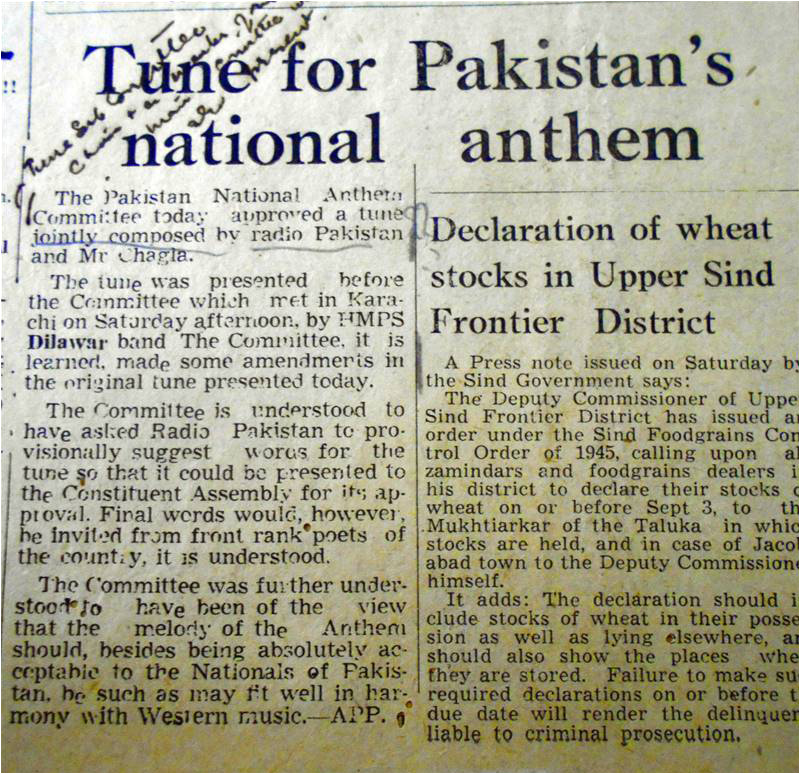 Tune Sub Committee
Tune for Pakistan's
national anthem
The Pakistan National Anthem
Committee today approved a tune
jointly composed by radio Pakistan
and Mr Chagla.
The tune was presented before
the Committee which met in Kara-
chi on Saturday afternoon, by HMPS
Dilawar band The Committee, it is
learned, made some amendments in
the original tune presented today.
The Committee is understood to
have asked Radio Pakistan to pro-
visionally suggest words for the
tune so that it could be presented to
the Constituent Assembly for its ap-
proval. Final words would, however,
be invited from front rank poets of
the country, it is understood.
The Committee was further under-
stood to have been of the view
that the melody of the Anthem
should, besides being absolutely ac-
ceptable to the Nationals of Pakis-
tan, be such as may fit well in har-
mony with Western music.—APP.
Declaration of wheat
stocks in Upper Sind
Frontier District
A Press note issued on Saturday by
the Sind Government says:
The Deputy Commissioner of Uppe
Sind Frontier District has issued a
order under the Sind Foodgrains Con
trol Order of 1945, calling upon al
zamindars and foodgrains dealers i
his district to declare their stocks o
wheat on or before Sept 3, to th
Mukhtiarkar of the Taluka in whic
stocks are held, and in case of Jacob
abad town to the Deputy Commissione
himself.
It adds: The declaration should i
clude stocks of wheat in their posse
sion as well as lying elsewhere, an
should also show the places whe
they are stored. Failure to make su
required declarations on or before t
due date will render the delinquen
liable to criminal prosecution.